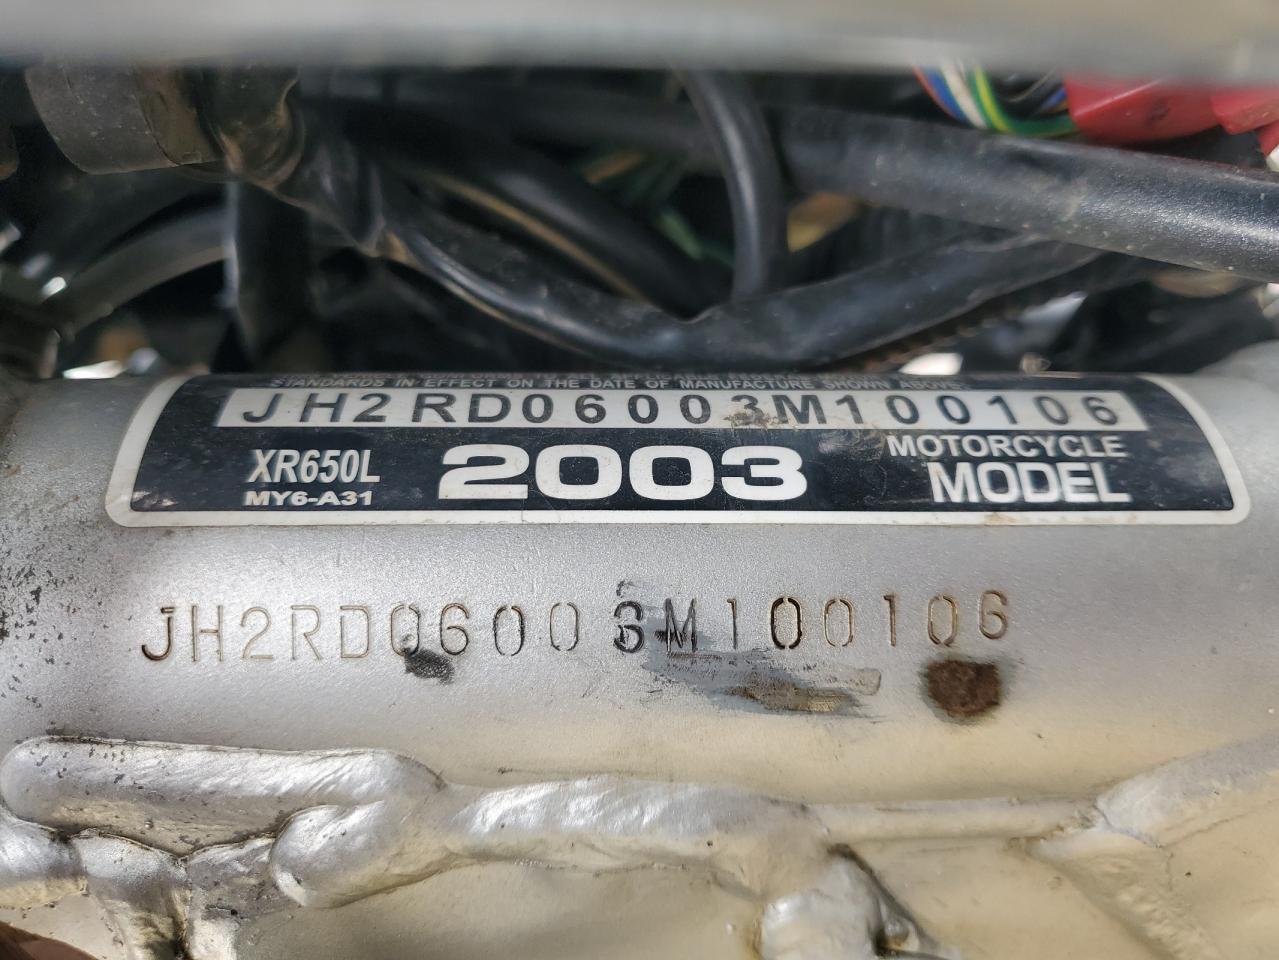 STANDARDS IN EFFECT ON THE DATE OF MANUFACTURE SHOWN ABOVE.
JH2RD06003M100106
XR650L 2003 MOTORCYCLE
MY6-A31 MODEL
JH2RD06003M100106